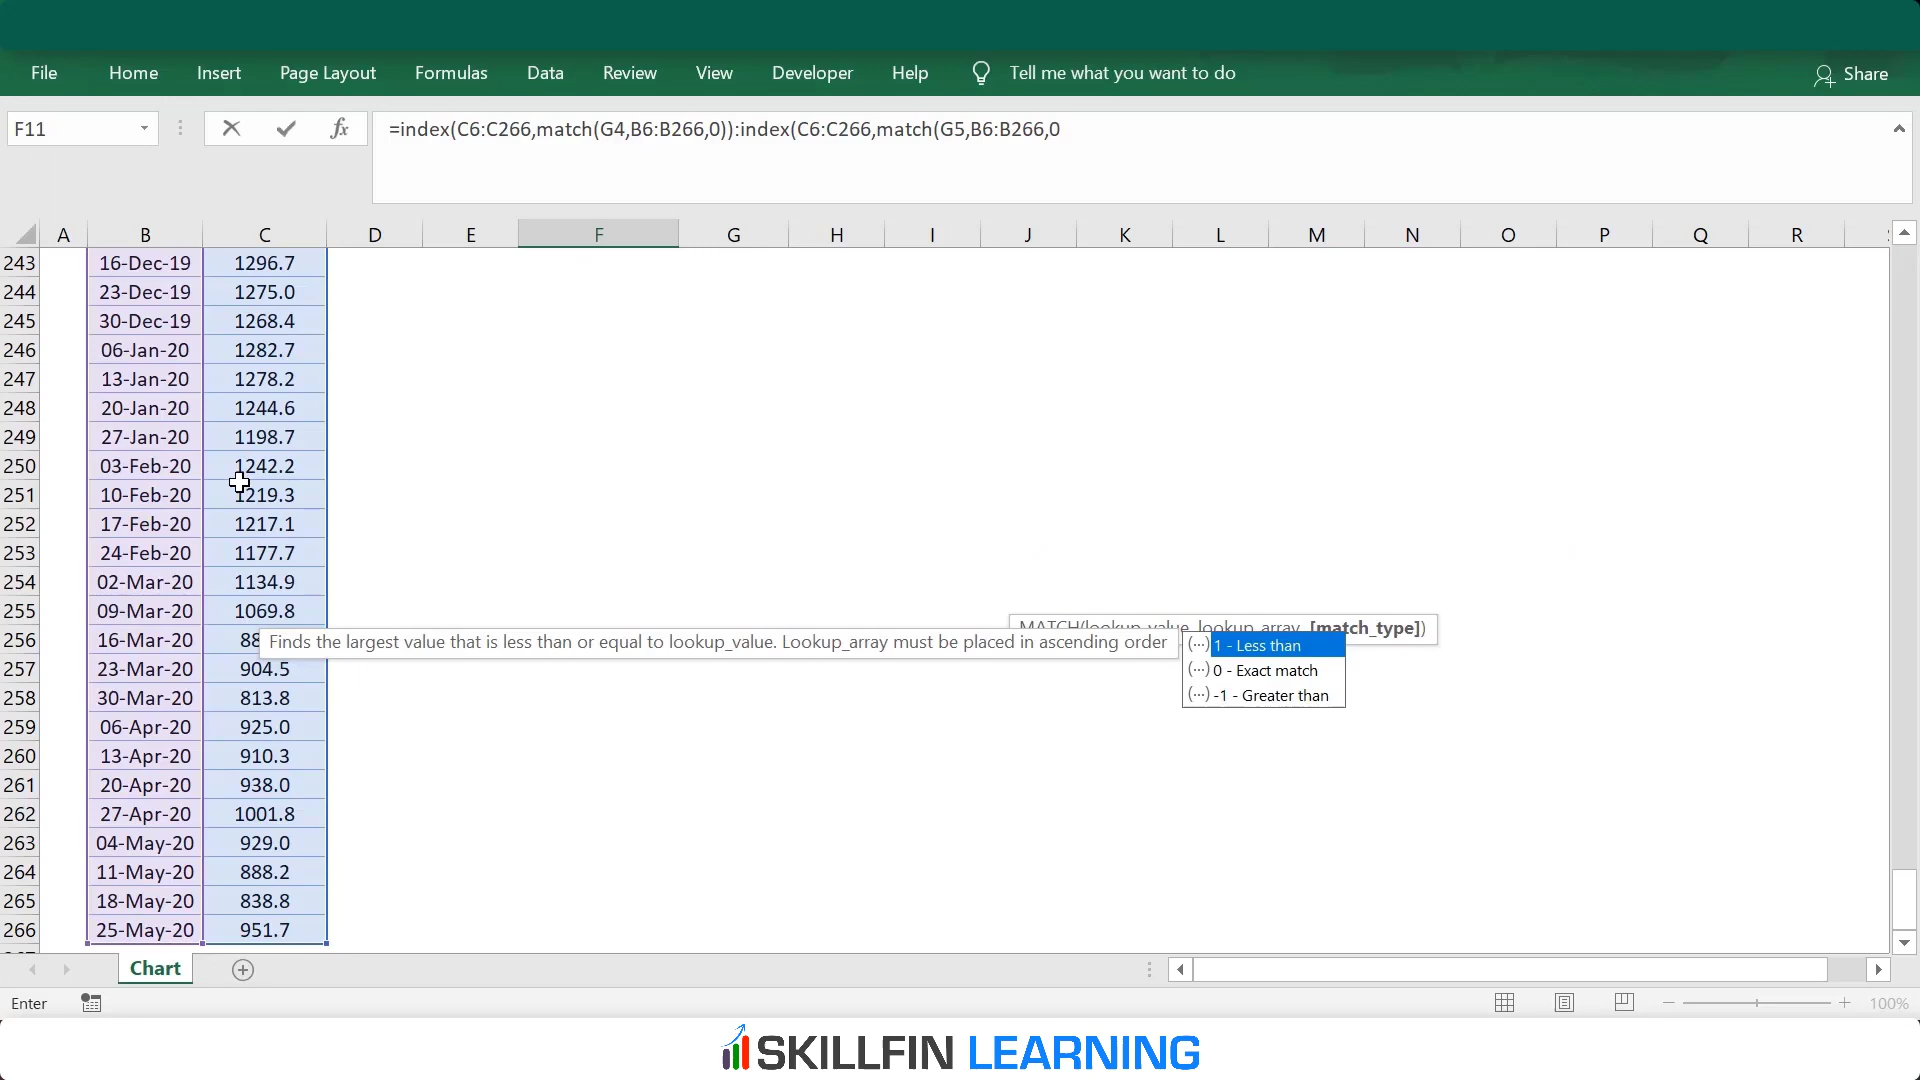 File Home Insert Page Layout Formulas Data Review View Developer Help Tell me what you want to do Share
F11 fx =index(C6:C266,match(G4,B6:B266,0)):index(C6:C266,match(G5,B6:B266,0
A B C D E F G H I J K L M N O P Q R
243 16-Dec-19 1296.7
244 23-Dec-19 1275.0
245 30-Dec-19 1268.4
246 06-Jan-20 1282.7
247 13-Jan-20 1278.2
248 20-Jan-20 1244.6
249 27-Jan-20 1198.7
250 03-Feb-20 1242.2
251 10-Feb-20 1219.3
252 17-Feb-20 1217.1
253 24-Feb-20 1177.7
254 02-Mar-20 1134.9
255 09-Mar-20 1069.8
MATCH(lookup_value, lookup_array, [match_type])
256 16-Mar-20 88 Finds the largest value that is less than or equal to lookup_value. Lookup_array must be placed in ascending order (...) 1 - Less than
257 23-Mar-20 904.5 (...) 0 - Exact match
258 30-Mar-20 813.8 (...) -1 - Greater than
259 06-Apr-20 925.0
260 13-Apr-20 910.3
261 20-Apr-20 938.0
262 27-Apr-20 1001.8
263 04-May-20 929.0
264 11-May-20 888.2
265 18-May-20 838.8
266 25-May-20 951.7
Chart
Enter 100%
SKILLFIN LEARNING